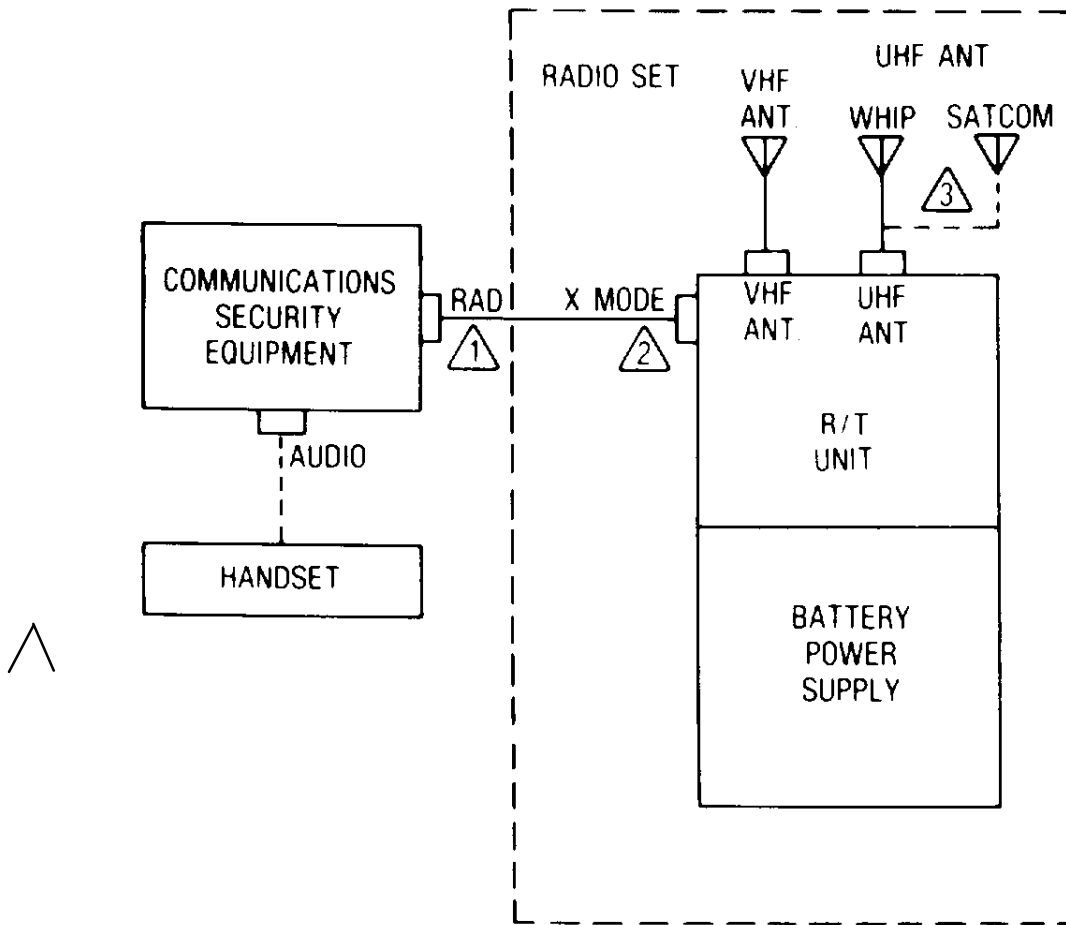 RADIO SET
VHF
ANT.
UHF ANT
WHIP
SATCOM
3
COMMUNICATIONS
SECURITY
EQUIPMENT
RAD
1
X MODE
2
VHF
ANT.
UHF
ANT
R/T
UNIT
AUDIO
HANDSET
BATTERY
POWER
SUPPLY